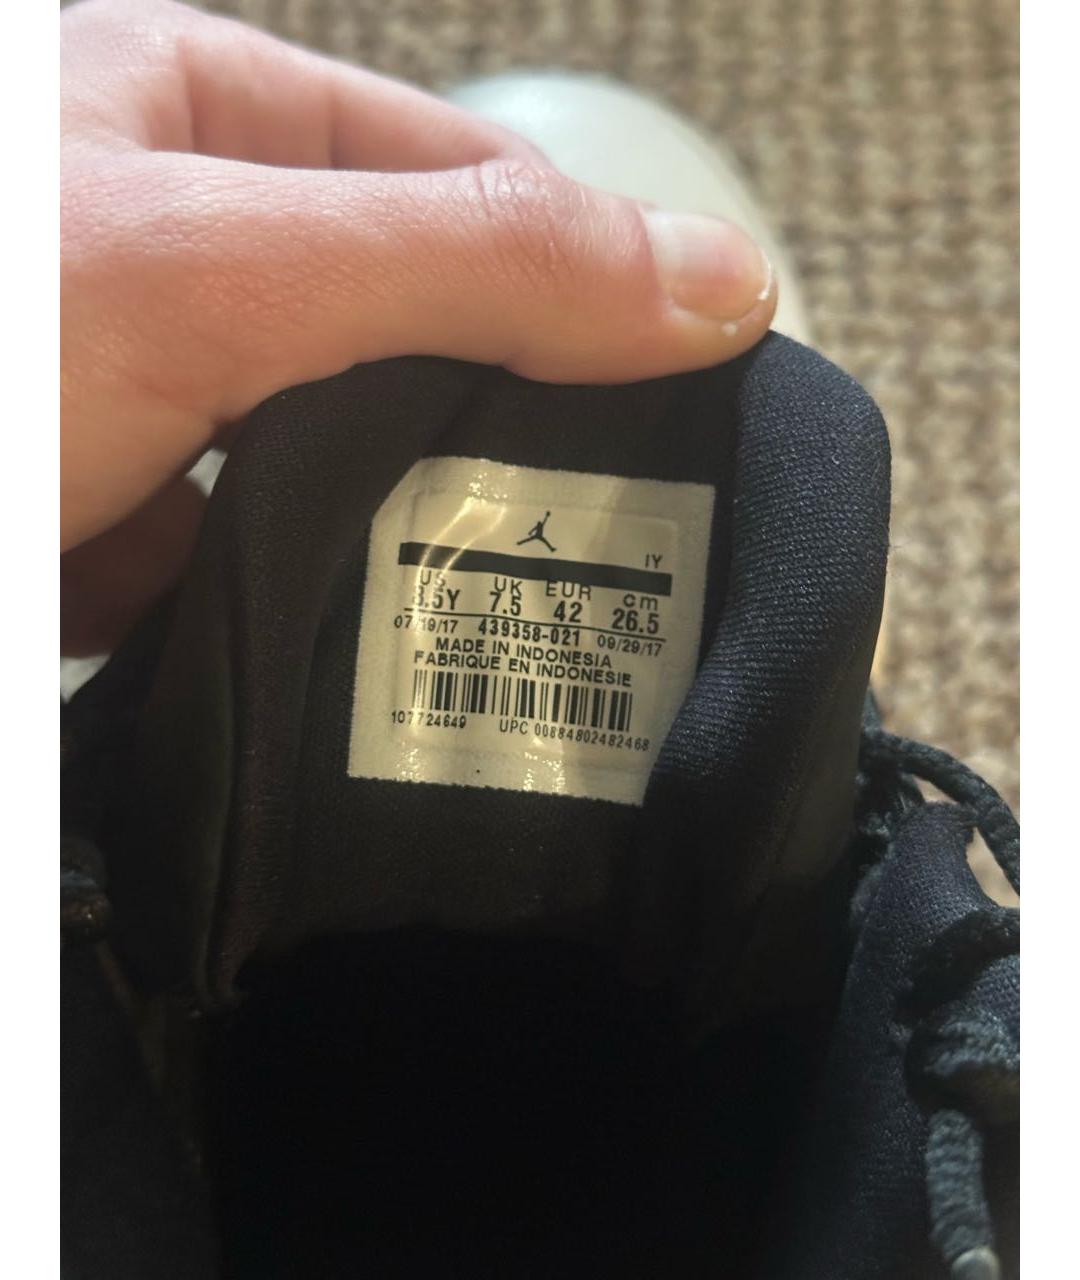 IY
US UK EUR cm
8.5Y 7.5 42 26.5
07/19/17 439358-021 09/29/17
MADE IN INDONESIA
FABRIQUE EN INDONESIE
107724649 UPC 00884802482468